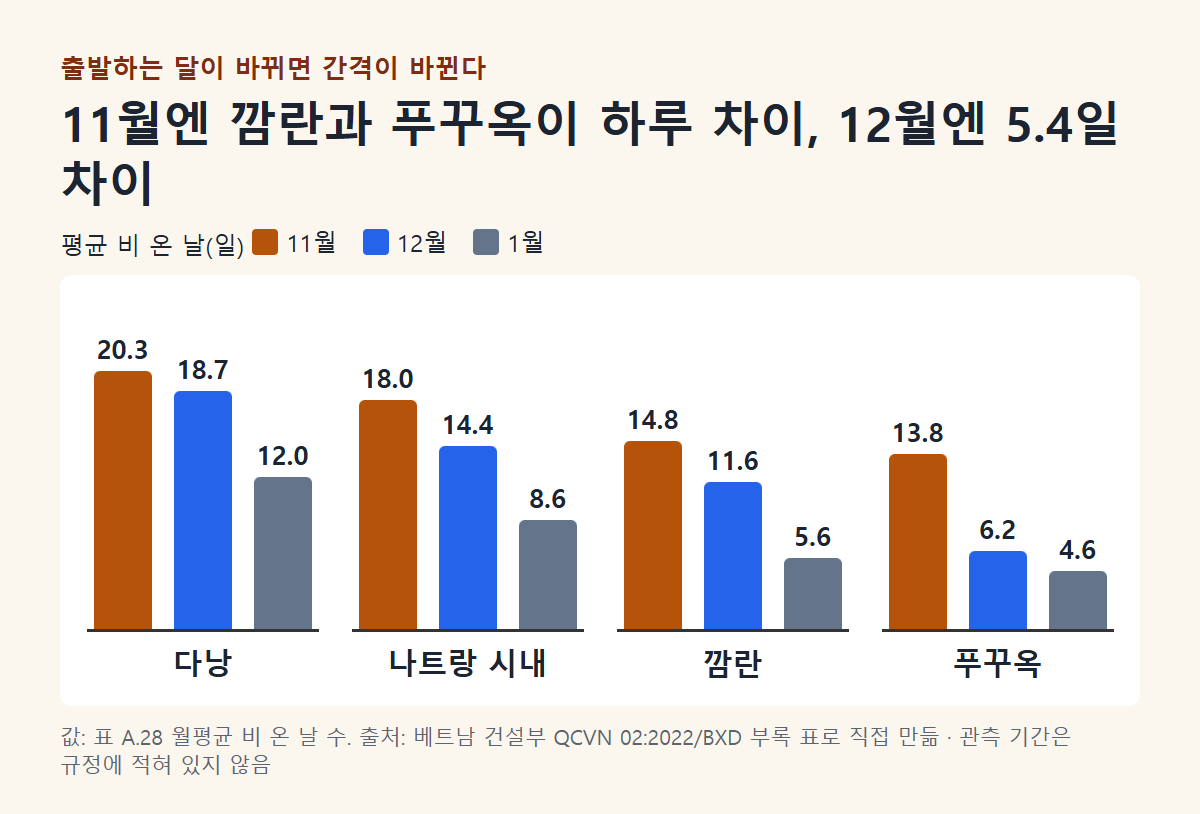 출발하는 달이 바뀌면 간격이 바뀐다
11월엔 깜란과 푸꾸옥이 하루 차이, 12월엔 5.4일
차이
평균 비 온 날(일) 11월 12월 1월
20.3 18.7 12.0
18.0 14.4 8.6
14.8 11.6 5.6
13.8 6.2 4.6
다낭 나트랑 시내 깜란 푸꾸옥
값: 표 A.28 월평균 비 온 날 수. 출처: 베트남 건설부 QCVN 02:2022/BXD 부록 표로 직접 만듦 · 관측 기간은
규정에 적혀 있지 않음